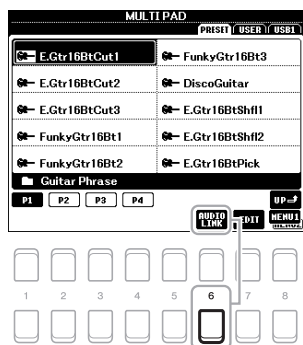 MULTI PAD
PRESET USER USB1
E.Gtr16BtCut1 FunkyGtr16Bt3
E.Gtr16BtCut2 DiscoGuitar
E.Gtr16BtCut3 E.Gtr16BtShfl1
FunkyGtr16Bt1 E.Gtr16BtShfl2
FunkyGtr16Bt2 E.Gtr16BtPick
Guitar Phrase
P1 P2 P3 P4 UP
AUDIO LINK EDIT MENU1
1 2 3 4 5 6 7 8